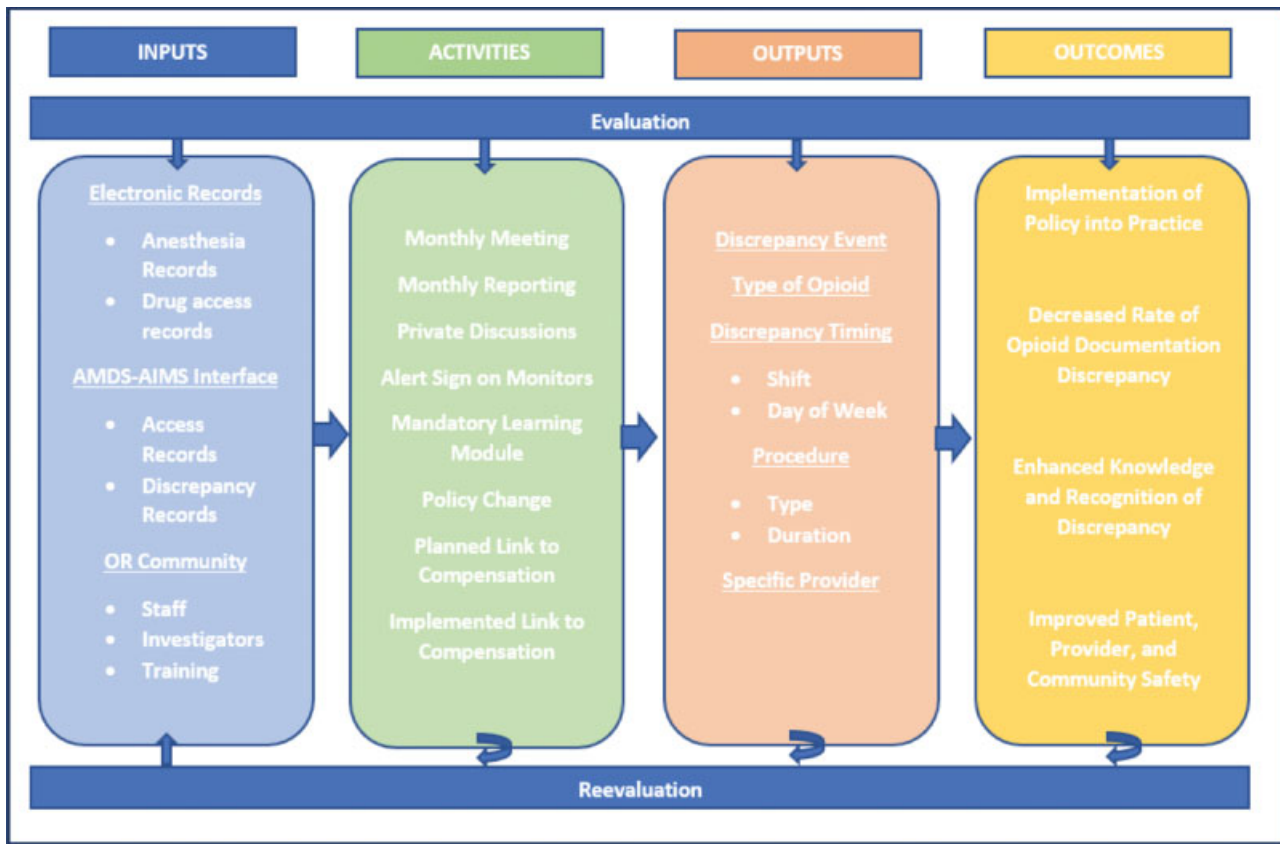 INPUTS
ACTIVITIES
OUTPUTS
OUTCOMES
Evaluation
Electronic Records
• Anesthesia
Records
• Drug access
records
AMDS-AIMS Interface
• Access
Records
• Discrepancy
Records
OR Community
• Staff
• Investigators
• Training
Monthly Meeting
Monthly Reporting
Private Discussions
Alert Sign on Monitors
Mandatory Learning
Module
Policy Change
Planned Link to
Compensation
Implemented Link to
Compensation
Discrepancy Event
Type of Opioid
Discrepancy Timing
• Shift
• Day of Week
Procedure
• Type
• Duration
Specific Provider
Implementation of
Policy into Practice
Decreased Rate of
Opioid Documentation
Discrepancy
Enhanced Knowledge
and Recognition of
Discrepancy
Improved Patient,
Provider, and
Community Safety
Reevaluation